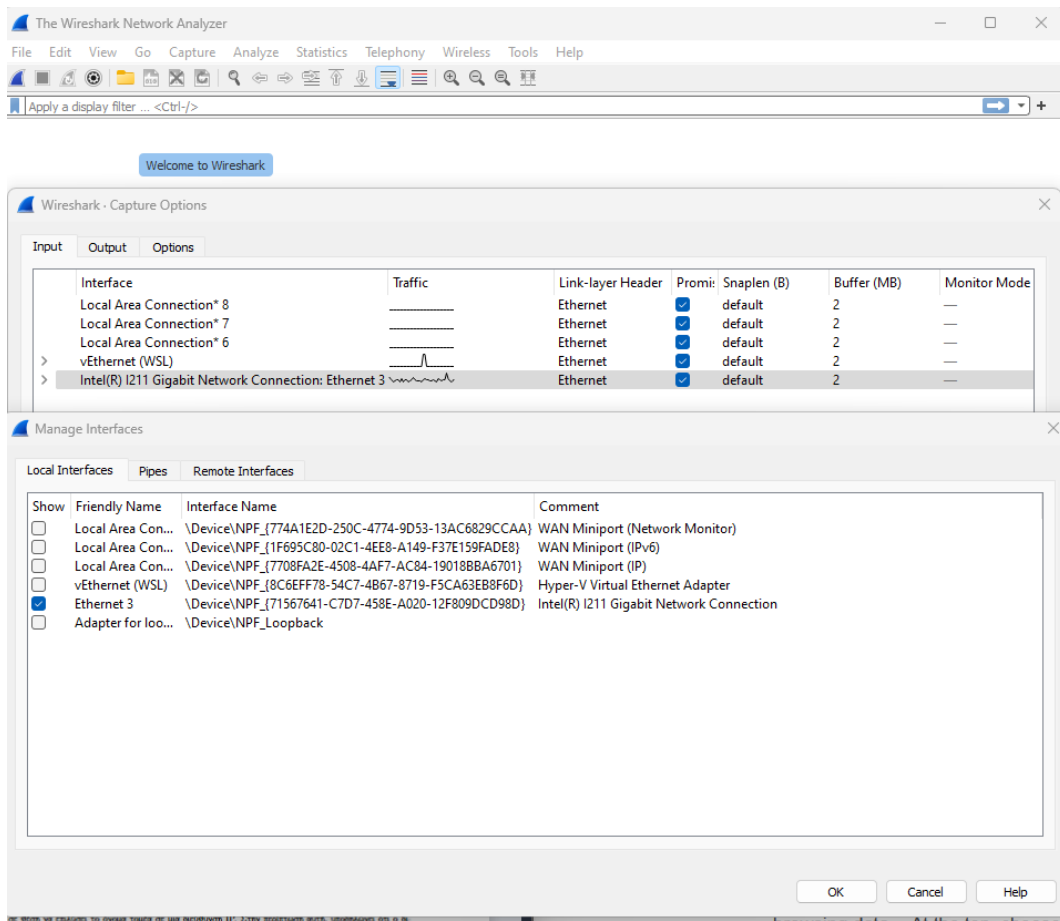 The Wireshark Network Analyzer
File Edit View Go Capture Analyze Statistics Telephony Wireless Tools Help
Apply a display filter ... <Ctrl-/>
Welcome to Wireshark
Wireshark · Capture Options
Input Output Options
Interface Traffic Link-layer Header Promi: Snaplen (B) Buffer (MB) Monitor Mode
Local Area Connection* 8 Ethernet default 2 —
Local Area Connection* 7 Ethernet default 2 —
Local Area Connection* 6 Ethernet default 2 —
vEthernet (WSL) Ethernet default 2 —
Intel(R) I211 Gigabit Network Connection: Ethernet 3 Ethernet default 2 —
Manage Interfaces
Local Interfaces Pipes Remote Interfaces
Show Friendly Name Interface Name Comment
Local Area Con... \Device\NPF_{774A1E2D-250C-4774-9D53-13AC6829CCAA} WAN Miniport (Network Monitor)
Local Area Con... \Device\NPF_{1F695C80-02C1-4EE8-A149-F37E159FADE8} WAN Miniport (IPv6)
Local Area Con... \Device\NPF_{7708FA2E-4508-4AF7-AC84-19018BBA6701} WAN Miniport (IP)
vEthernet (WSL) \Device\NPF_{8C6EFF78-54C7-4B67-8719-F5CA63EB8F6D} Hyper-V Virtual Ethernet Adapter
Ethernet 3 \Device\NPF_{71567641-C7D7-458E-A020-12F809DCD98D} Intel(R) I211 Gigabit Network Connection
Adapter for loo... \Device\NPF_Loopback
OK Cancel Help